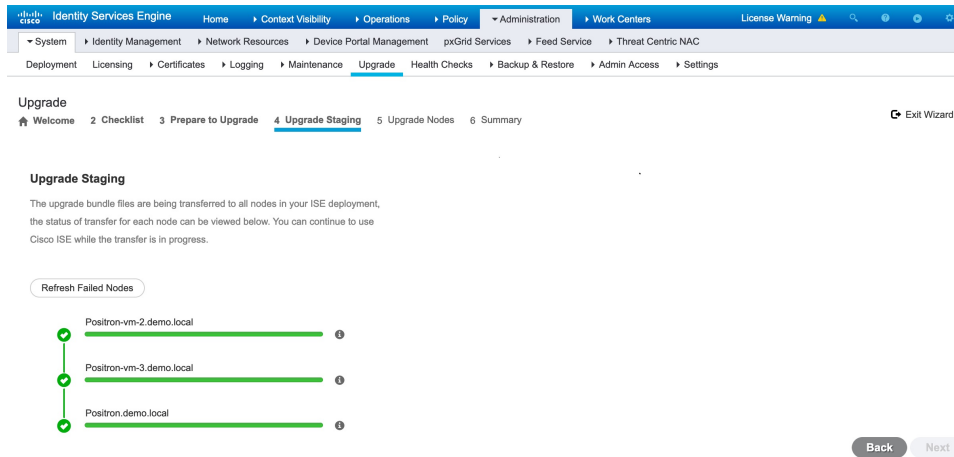 cisco Identity Services Engine Home Context Visibility Operations Policy Administration Work Centers License Warning
System Identity Management Network Resources Device Portal Management pxGrid Services Feed Service Threat Centric NAC
Deployment Licensing Certificates Logging Maintenance Upgrade Health Checks Backup & Restore Admin Access Settings
Upgrade
Welcome 2 Checklist 3 Prepare to Upgrade 4 Upgrade Staging 5 Upgrade Nodes 6 Summary Exit Wizard
Upgrade Staging
The upgrade bundle files are being transferred to all nodes in your ISE deployment,
the status of transfer for each node can be viewed below. You can continue to use
Cisco ISE while the transfer is in progress.
Refresh Failed Nodes
Positron-vm-2.demo.local
Positron-vm-3.demo.local
Positron.demo.local
Back Next